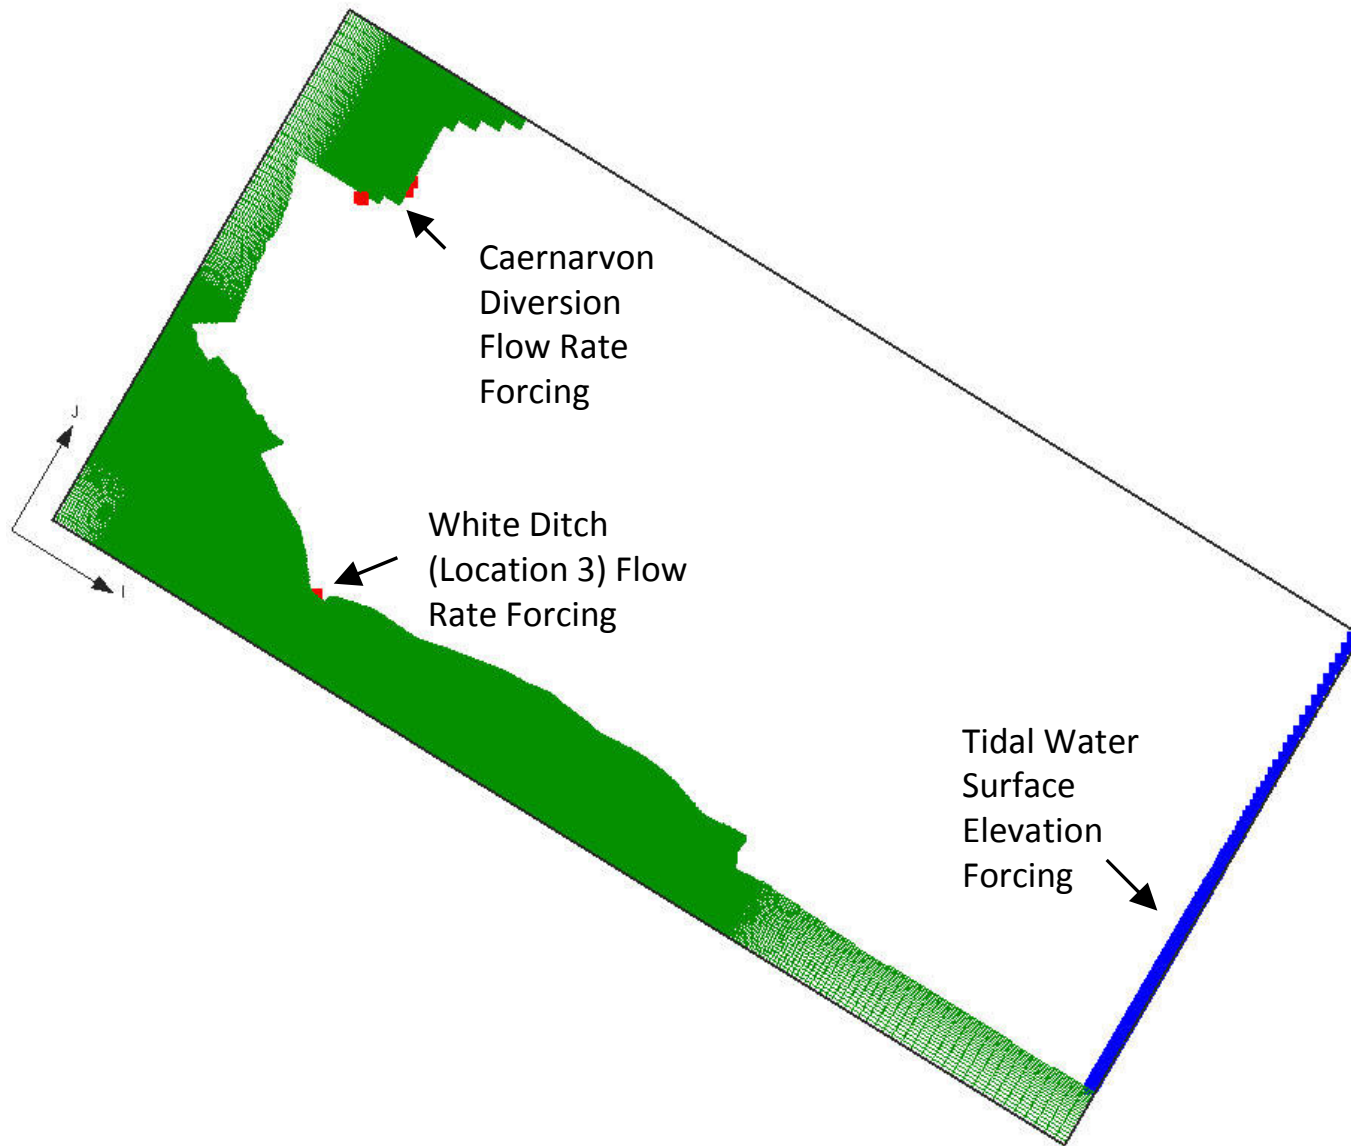 Caernarvon
Diversion
Flow Rate
Forcing
J
I
White Ditch
(Location 3) Flow
Rate Forcing
Tidal Water
Surface
Elevation
Forcing